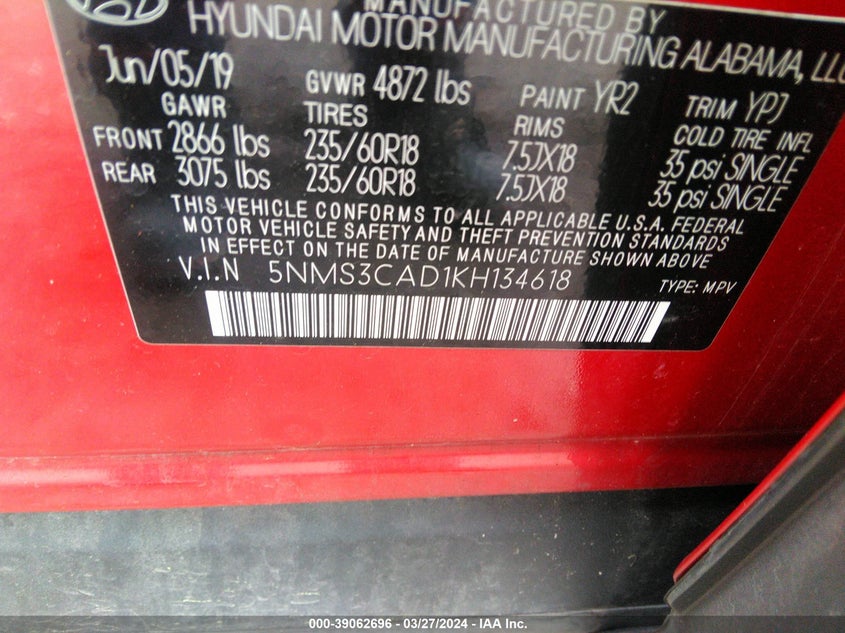 MANUFACTURED BY
HYUNDAI MOTOR MANUFACTURING ALABAMA, LLC
Jun/05/19 GVWR 4872 lbs PAINT YR2 TRIM YPJ
GAWR TIRES RIMS COLD TIRE INFL
FRONT 2866 lbs 235/60R18 7.5JX18 35 psi SINGLE
REAR 3075 lbs 235/60R18 7.5JX18 35 psi SINGLE
THIS VEHICLE CONFORMS TO ALL APPLICABLE U.S.A. FEDERAL
MOTOR VEHICLE SAFETY AND THEFT PREVENTION STANDARDS
IN EFFECT ON THE DATE OF MANUFACTURE SHOWN ABOVE
V.I.N 5NMS3CAD1KH134618 TYPE: MPV
000-39062696 - 03/27/2024 - IAA Inc.